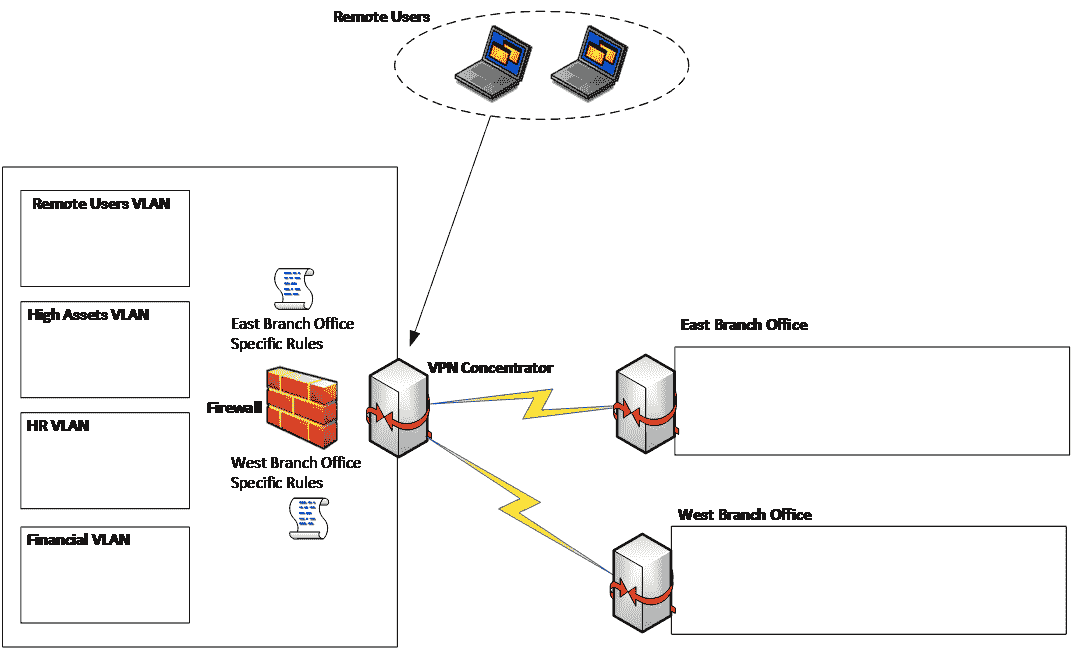 Remote Users
Remote Users VLAN
High Assets VLAN
East Branch Office
Specific Rules
East Branch Office
VPN Concentrator
Firewall
HR VLAN
West Branch Office
Specific Rules
West Branch Office
Financial VLAN